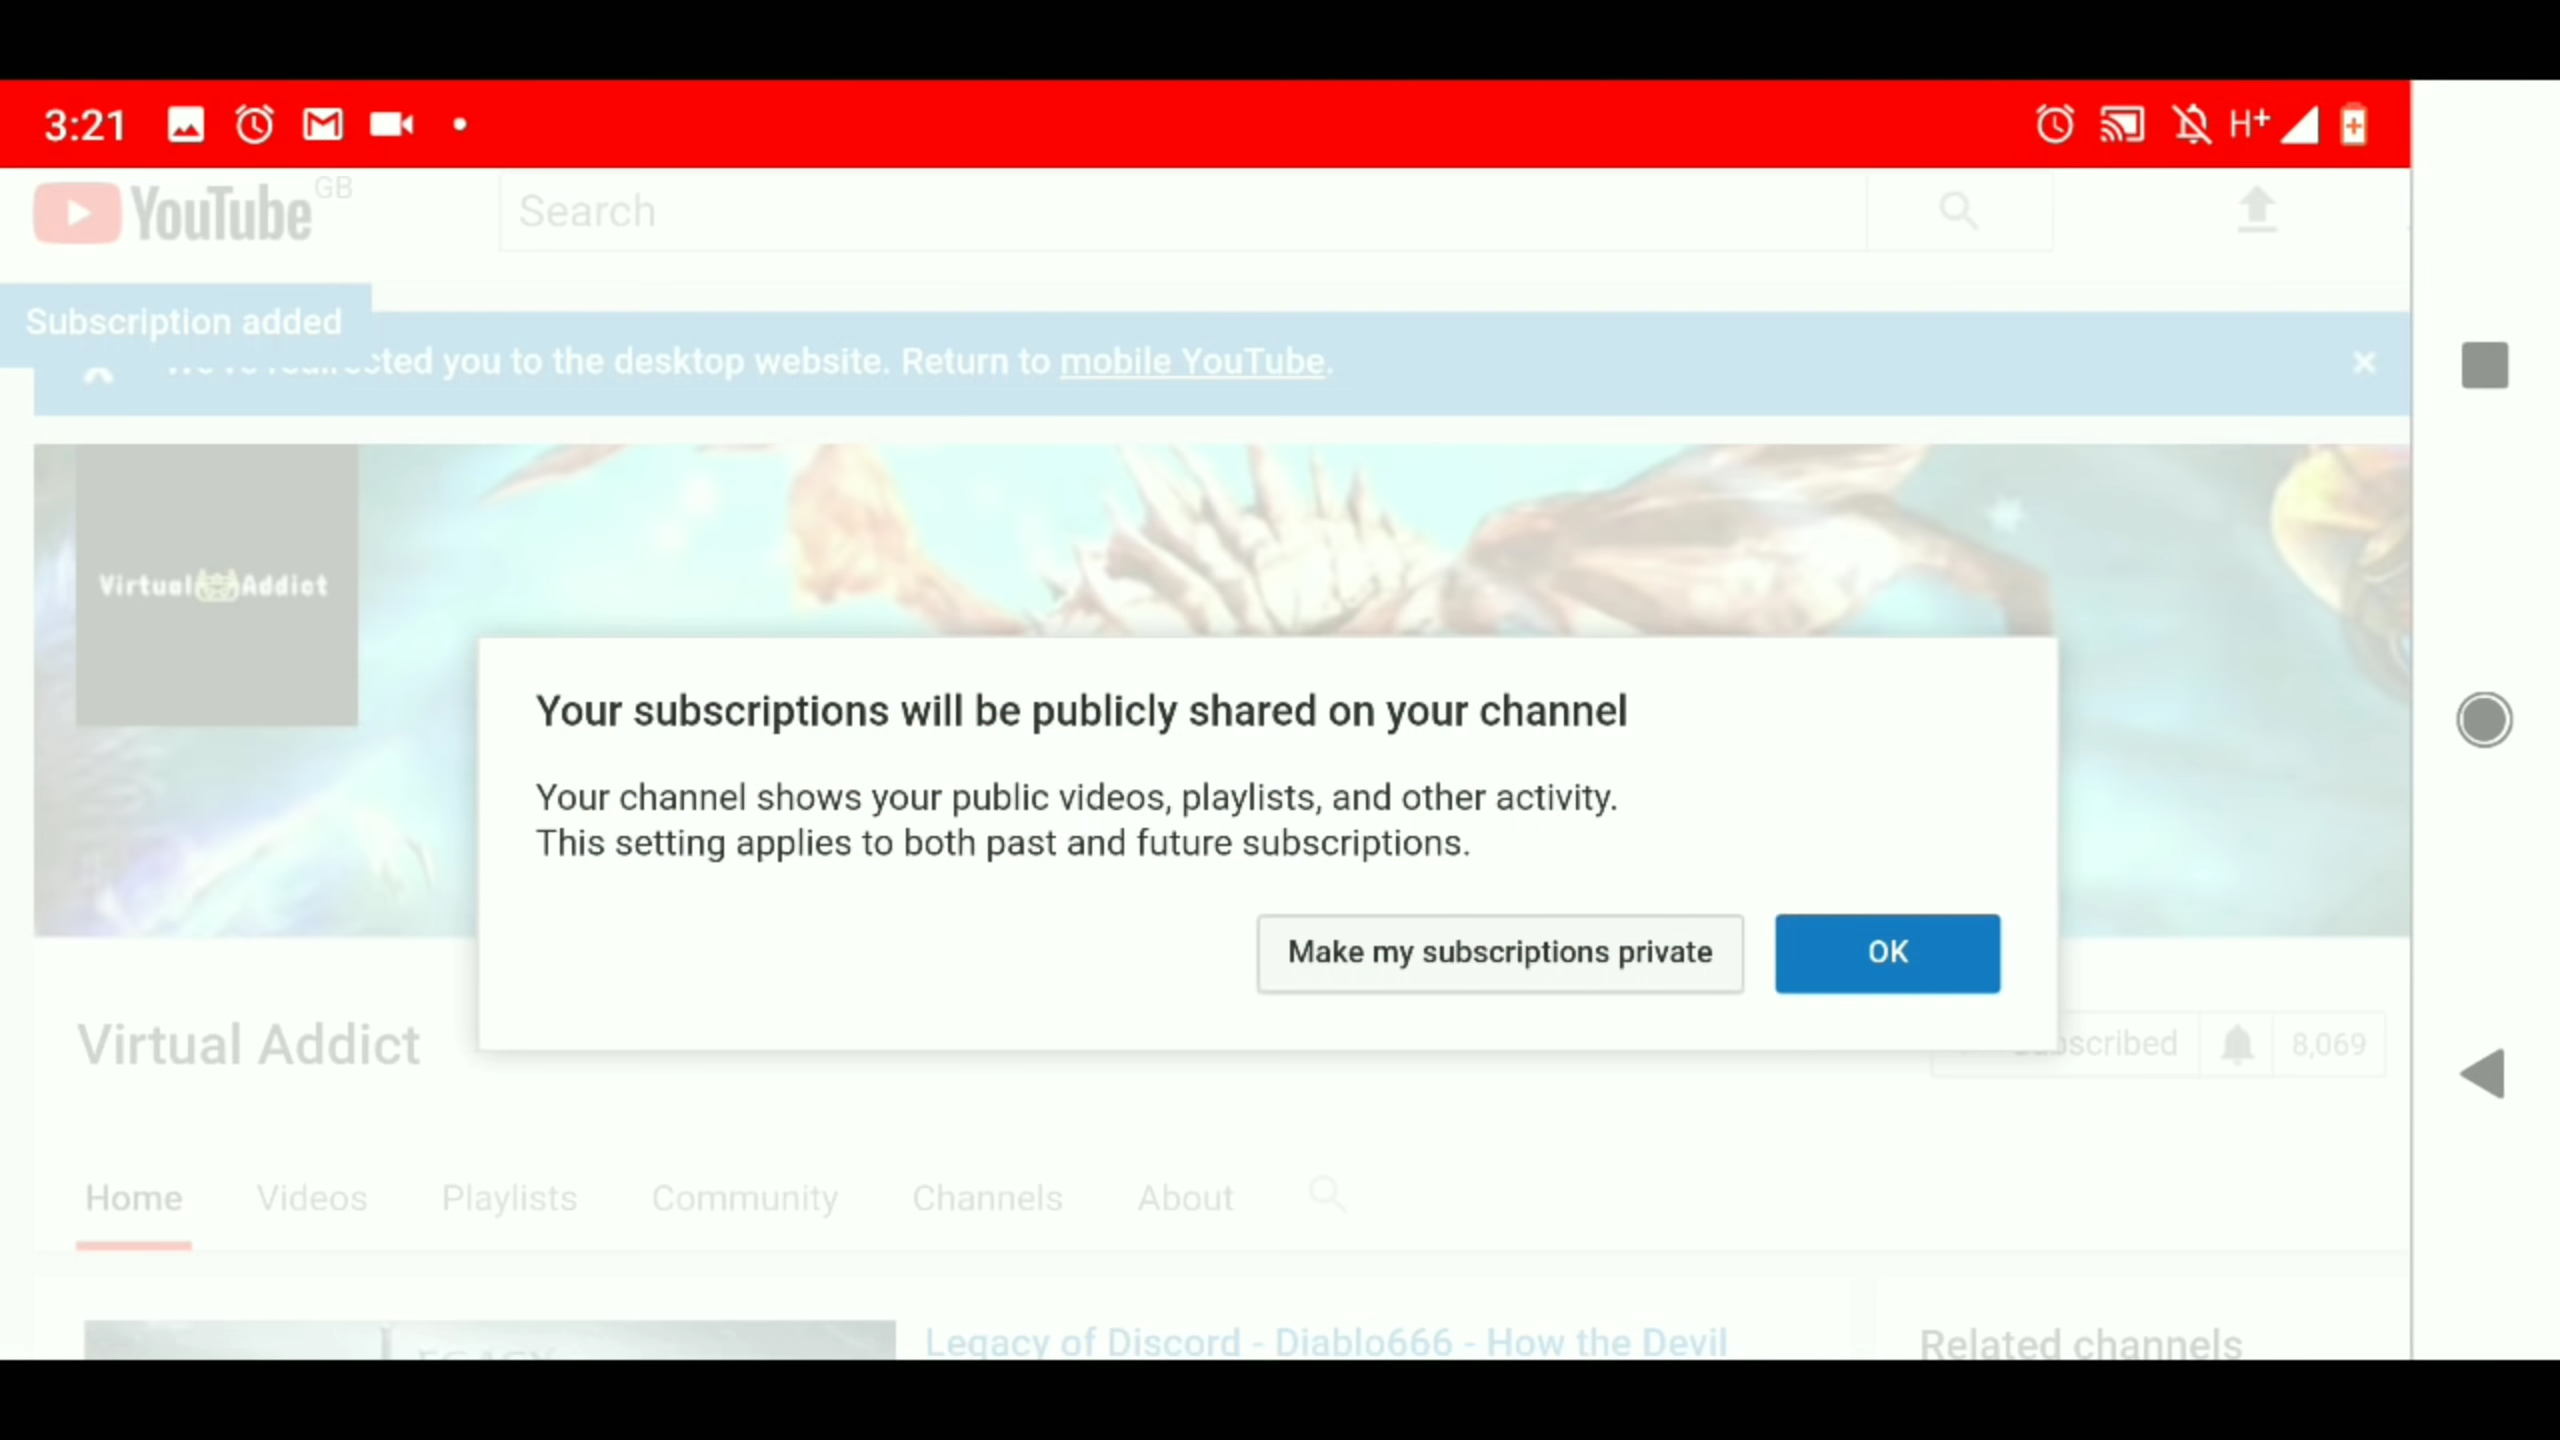 3:21
H+
YouTube GB
Search
Subscription added
cted you to the desktop website. Return to mobile YouTube.
Virtual Addict
Your subscriptions will be publicly shared on your channel
Your channel shows your public videos, playlists, and other activity.
This setting applies to both past and future subscriptions.
Make my subscriptions private
OK
Virtual Addict
scribed
8,069
Home Videos Playlists Community Channels About
Legacy of Discord - Diablo666 - How the Devil
Related channels